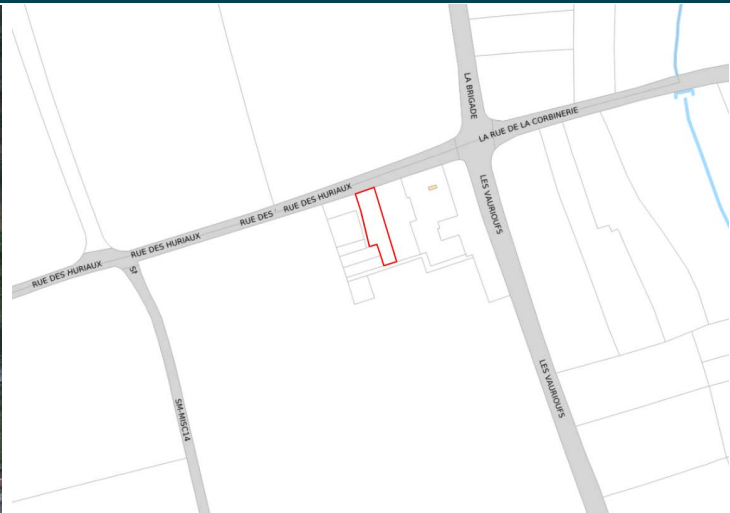 LA BRIGADE
LA RUE DE LA CORBINERIE
RUE DES HURIAUX
RUE DES
RUE DES HURIAUX
RUE DES HURIAUX
LES VAURIOUFS
LES VAURIOUFS
SM-MISC14